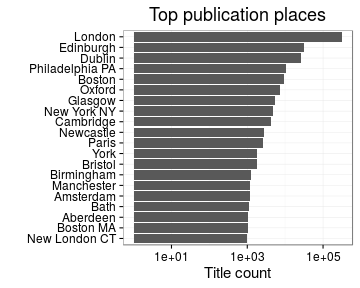 Top publication places
London
Edinburgh
Dublin
Philadelphia PA
Boston
Oxford
Glasgow
New York NY
Cambridge
Newcastle
Paris
York
Bristol
Birmingham
Manchester
Amsterdam
Bath
Aberdeen
Boston MA
New London CT
1e+01 1e+03 1e+05
Title count